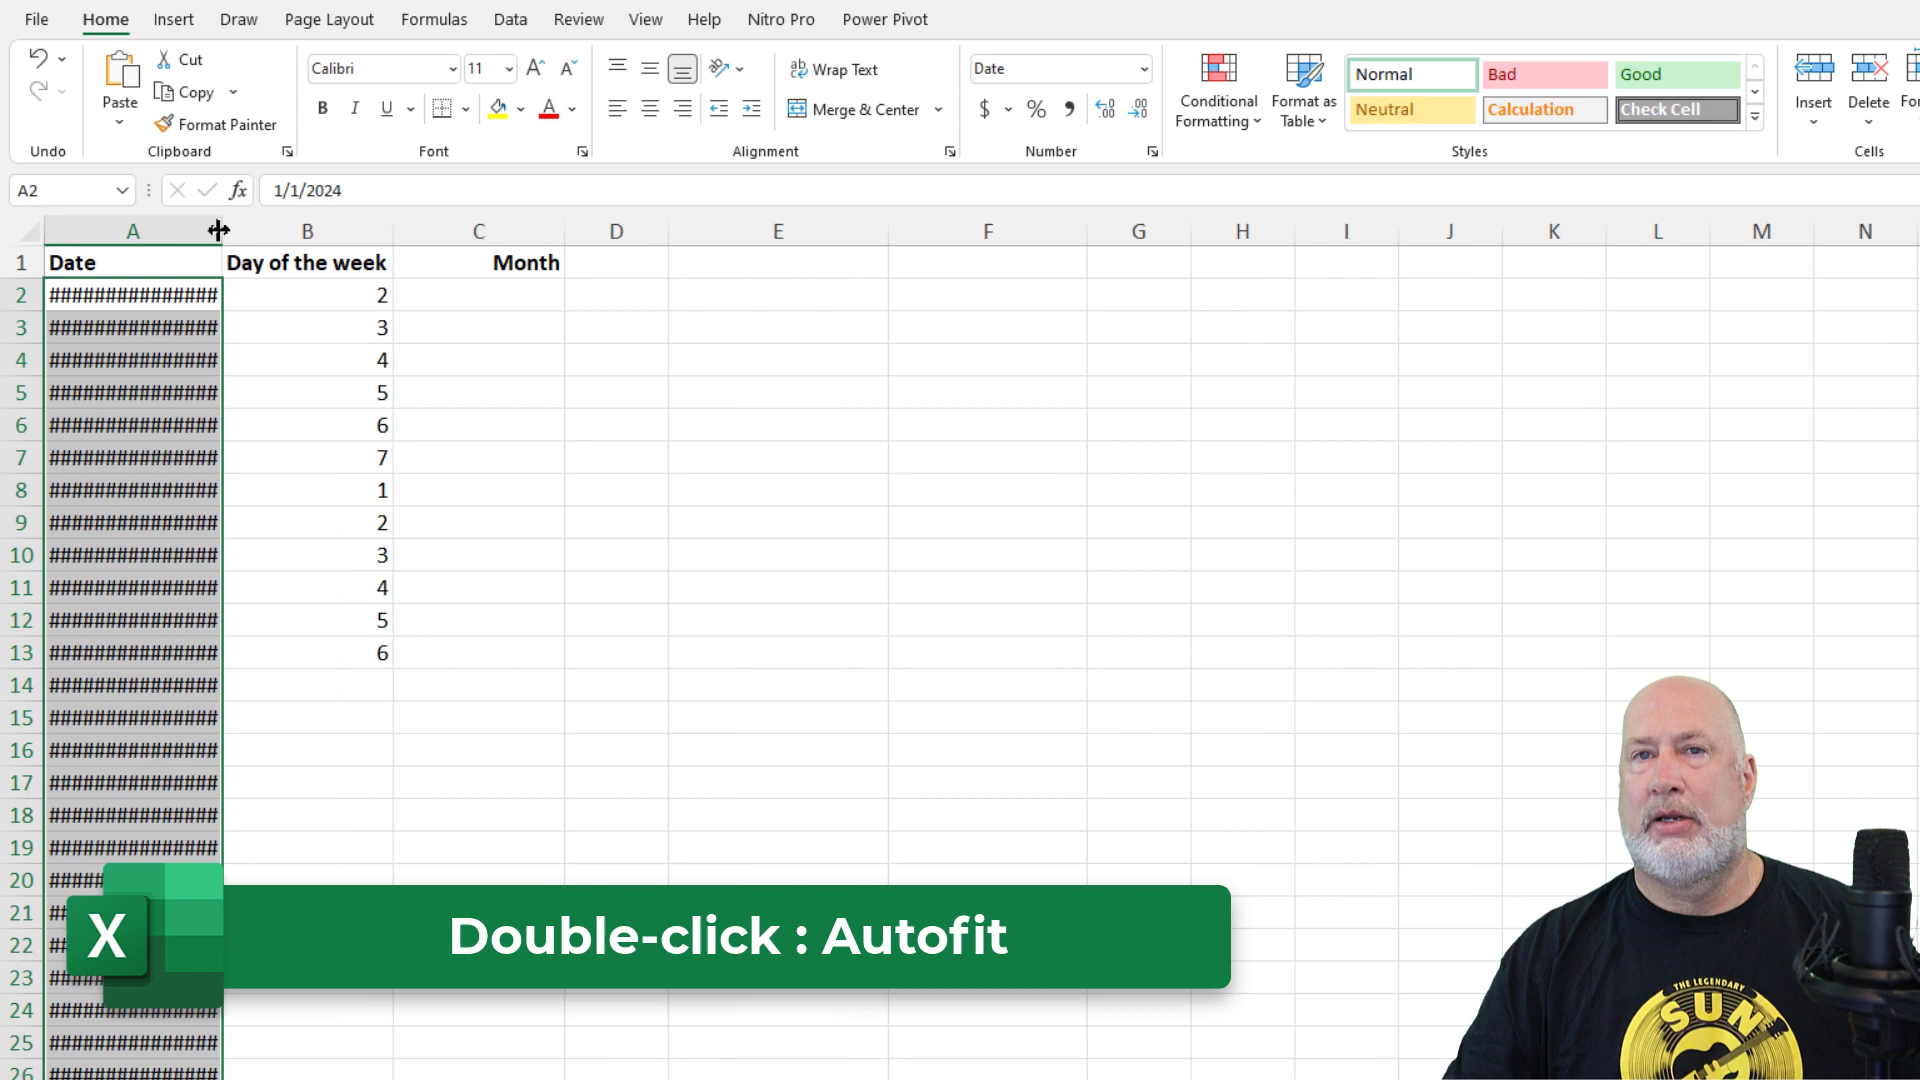 File Home Insert Draw Page Layout Formulas Data Review View Help Nitro Pro Power Pivot
Paste
Cut
Copy
Format Painter
Calibri 11
B I U A
ab Wrap Text
Merge & Center
Date
$ % 9
Conditional Formatting
Format as Table
Normal Bad Good
Neutral Calculation Check Cell
Insert Delete
Undo Clipboard Font Alignment Number Styles Cells
A2 fx 1/1/2024
A B C D E F G H I J K L M N
1 Date Day of the week Month
2 ############### 2
3 ############### 3
4 ############### 4
5 ############### 5
6 ############### 6
7 ############### 7
8 ############### 1
9 ############### 2
10 ############### 3
11 ############### 4
12 ############### 5
13 ############### 6
14 ###############
15 ###############
16 ###############
17 ###############
18 ###############
19 ###############
20 #####
21 ##
22 ##
23 ##
24 ###############
25 ###############
26 ###############
X Double-click : Autofit
THE LEGENDARY
SUN